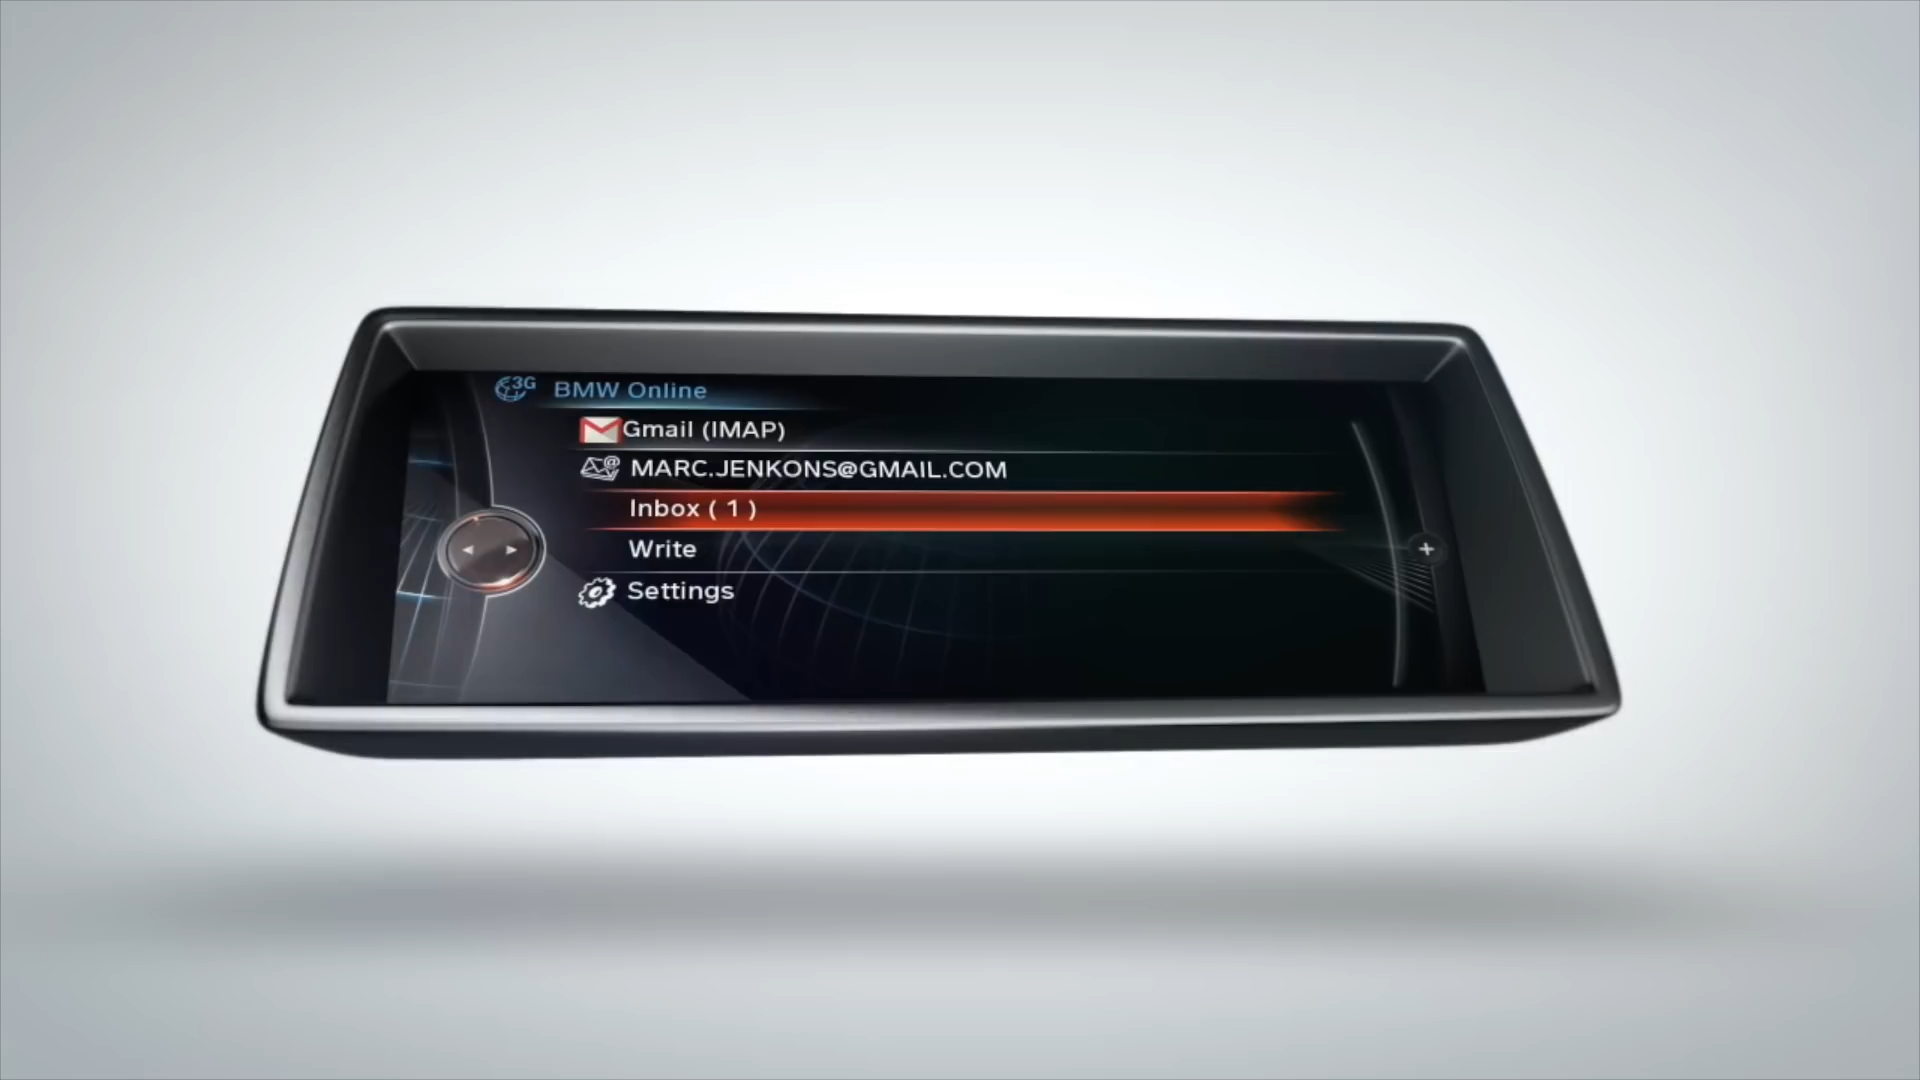 3G BMW Online
Gmail (IMAP)
MARC.JENKONS@GMAIL.COM
Inbox ( 1 )
Write
Settings